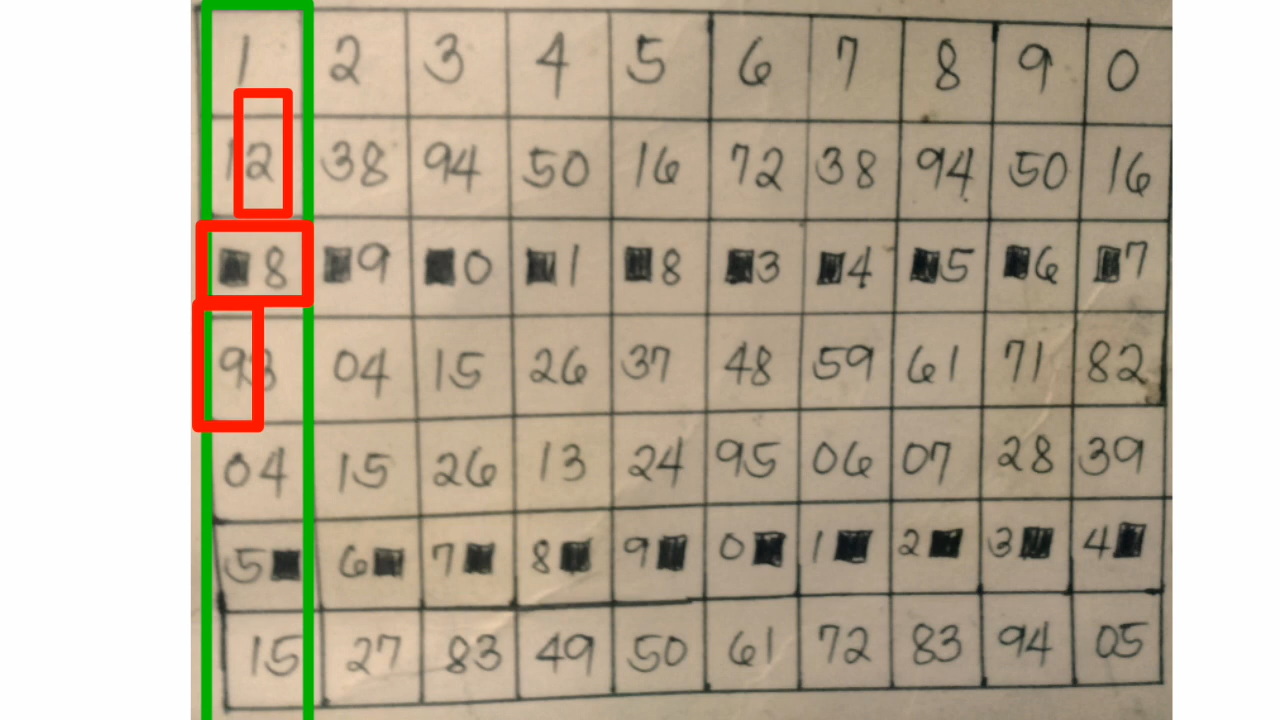 1 2 3 4 5 6 7 8 9 0
12 38 94 50 16 72 38 94 50 16
■8 ■9 ■0 ■1 ■8 ■3 ■4 ■5 ■6 ■7
93 04 15 26 37 48 59 61 71 82
04 15 26 13 24 95 06 07 28 39
5■ 6■ 7■ 8■ 9■ 0■ 1■ 2■ 3■ 4■
15 27 83 49 50 61 72 83 94 05